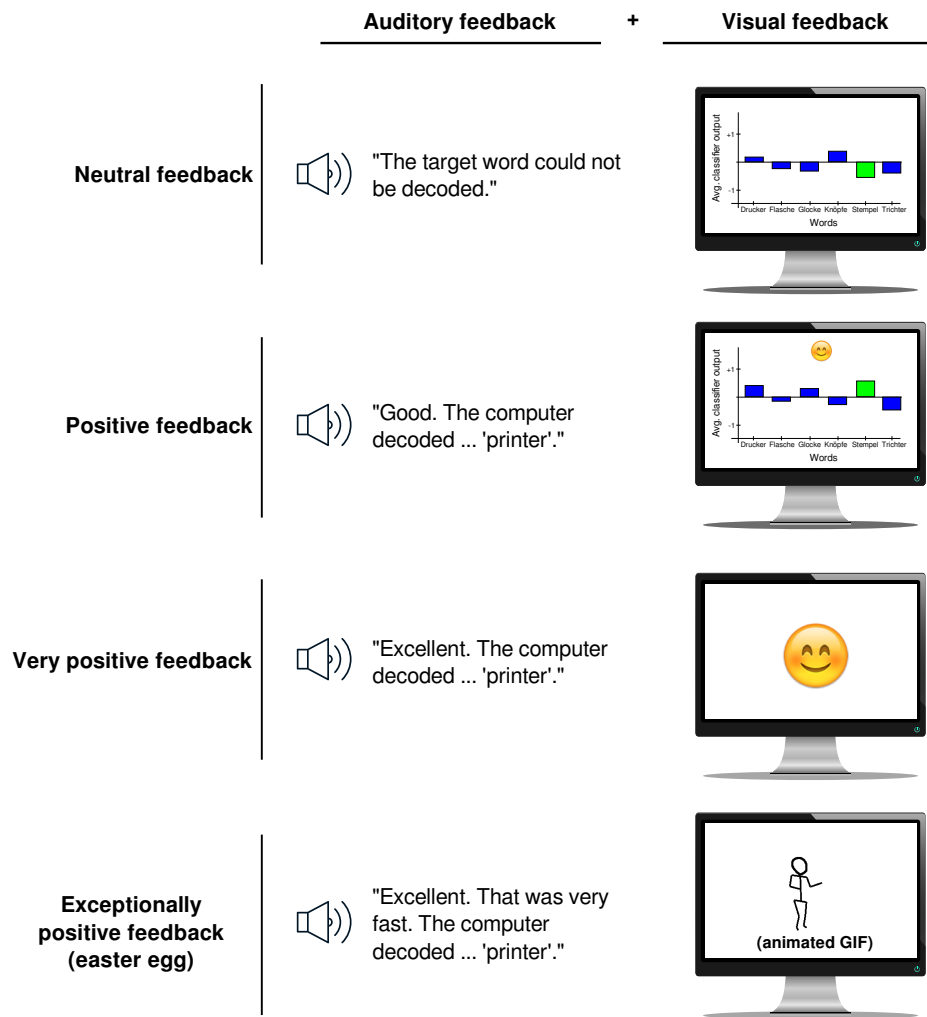 Auditory feedback + Visual feedback
Neutral feedback
"The target word could not
be decoded."
Avg. classifier output
+1
-1
Drucker Flasche Glocke Knöpfe Stempel Trichter
Words
Positive feedback
"Good. The computer
decoded ... 'printer'."
Avg. classifier output
+1
-1
Drucker Flasche Glocke Knöpfe Stempel Trichter
Words
Very positive feedback
"Excellent. The computer
decoded ... 'printer'."
Exceptionally
positive feedback
(easter egg)
"Excellent. That was very
fast. The computer
decoded ... 'printer'."
(animated GIF)